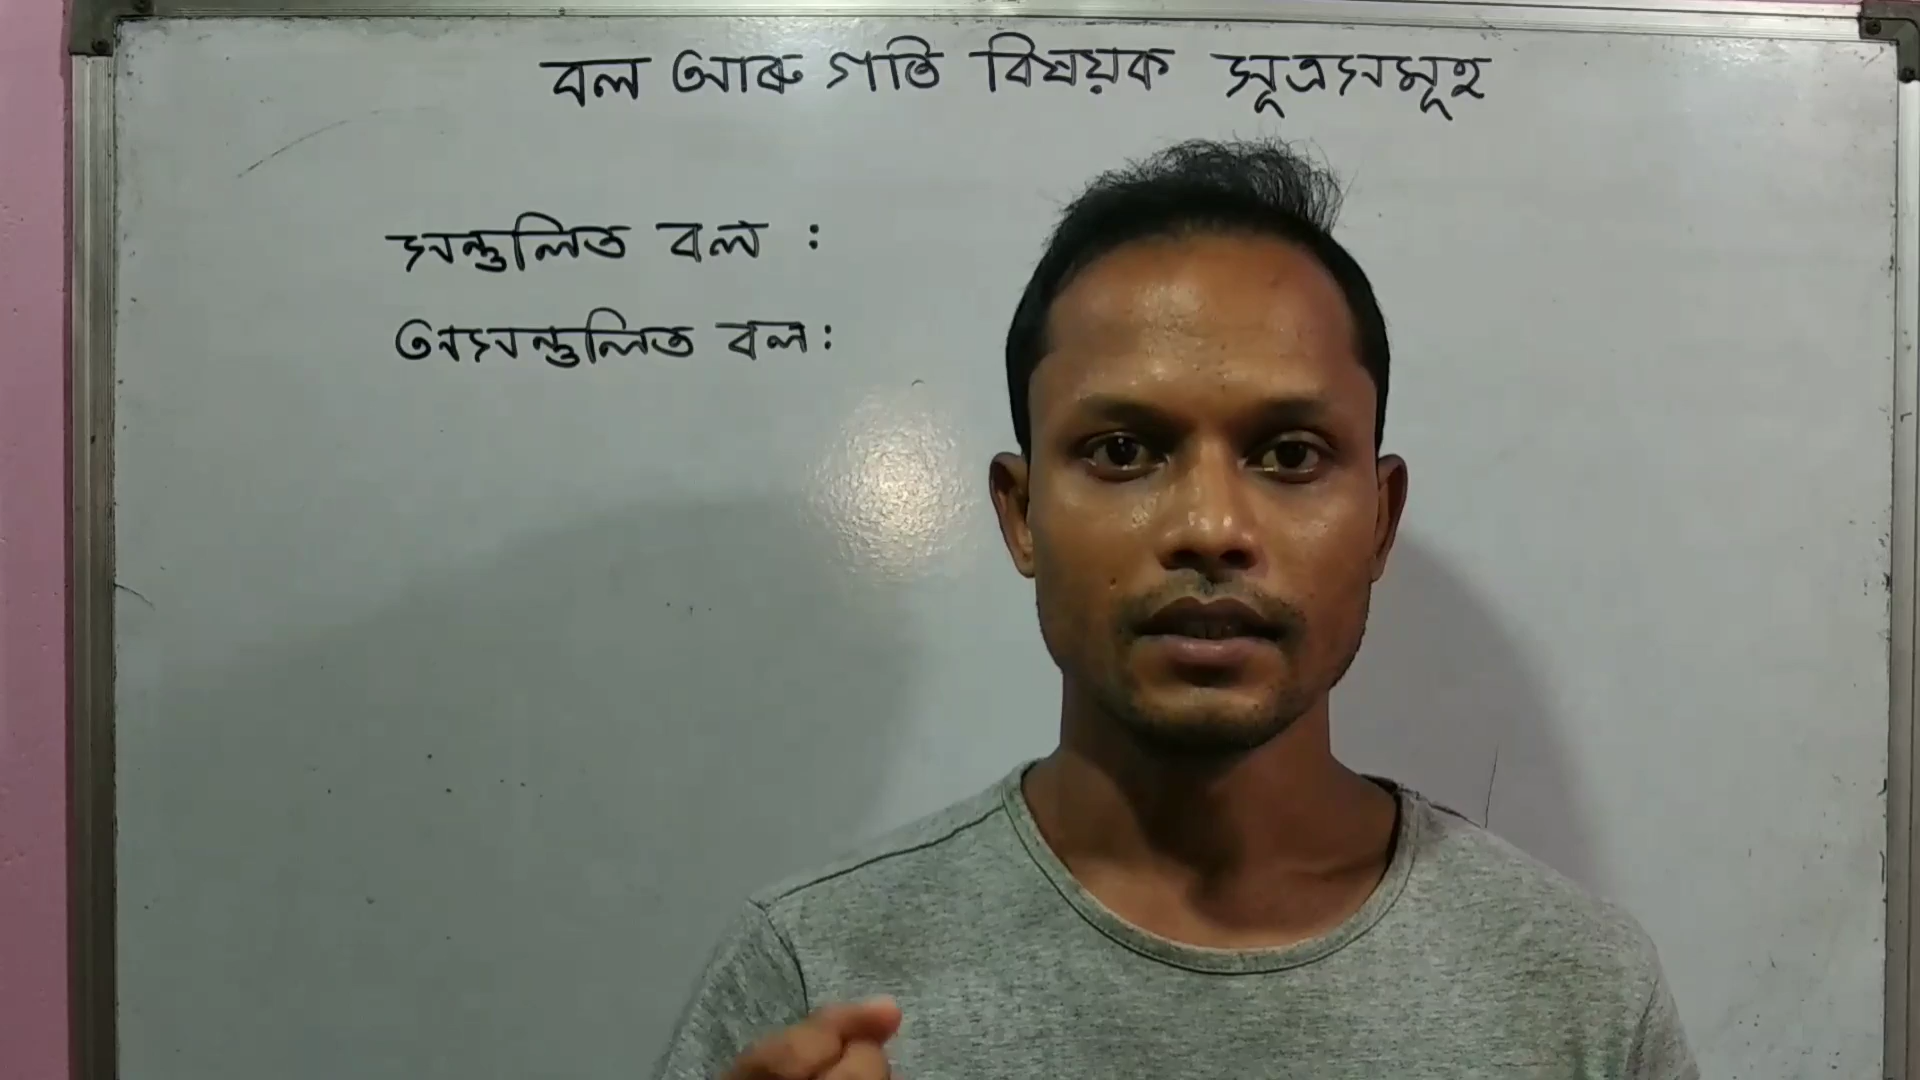 বল আৰু গতি বিষয়ক সূত্ৰসমূহ
সন্তুলিত বল :
অসন্তুলিত বল: